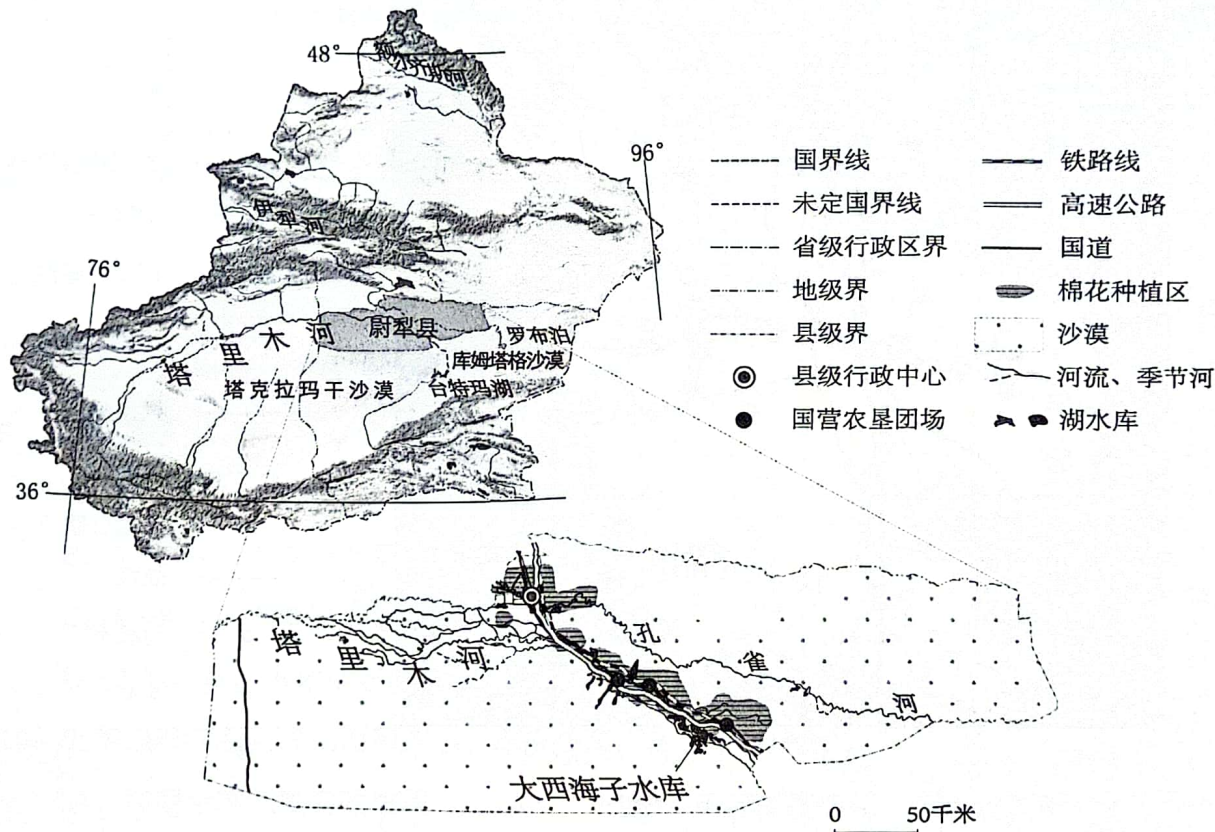 48°
额尔齐斯河
96°
伊犁河
76°
塔里木河
尉犁县
罗布泊
库姆塔格沙漠
塔克拉玛干沙漠
台特玛湖
36°
国界线
未定国界线
省级行政区界
地级界
县级界
县级行政中心
国营农垦团场
铁路线
高速公路
国道
棉花种植区
沙漠
河流、季节河
湖水库
塔里木河
孔雀河
大西海子水库
0 50千米